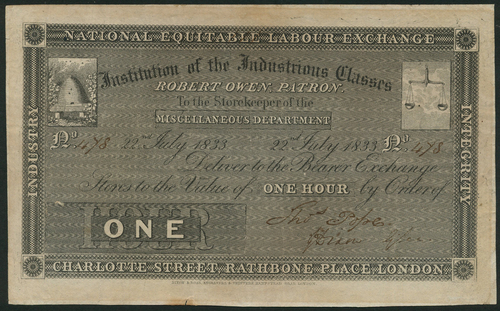 NATIONAL EQUITABLE LABOUR EXCHANGE
Institution of the Industrious Classes
ROBERT OWEN, PATRON.
To the Storekeeper of the
MISCELLANEOUS DEPARTMENT
INDUSTRY
INTEGRITY
No. 478 22nd July 1833 22nd July 1833 No. 478
Deliver to the Bearer Exchange
Stores to the Value of ONE HOUR by Order of
HOUR
ONE
CHARLOTTE STREET, RATHBONE PLACE, LONDON